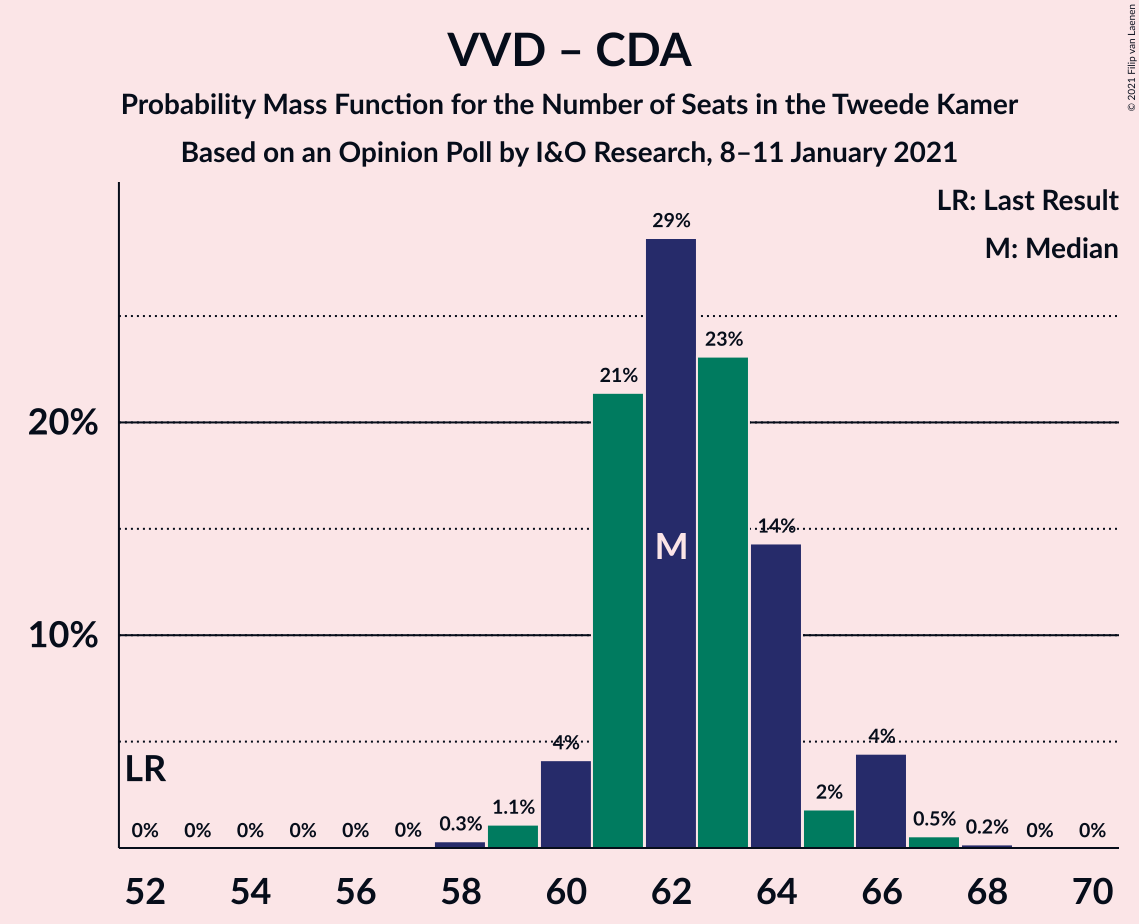 VVD – CDA
Probability Mass Function for the Number of Seats in the Tweede Kamer
Based on an Opinion Poll by I&O Research, 8–11 January 2021
© 2021 Filip van Laenen
LR: Last Result
M: Median
20%
10%
LR
M
0% 0% 0% 0% 0% 0% 0.3% 1.1% 4% 21% 29% 23% 14% 2% 4% 0.5% 0.2% 0% 0%
52 54 56 58 60 62 64 66 68 70